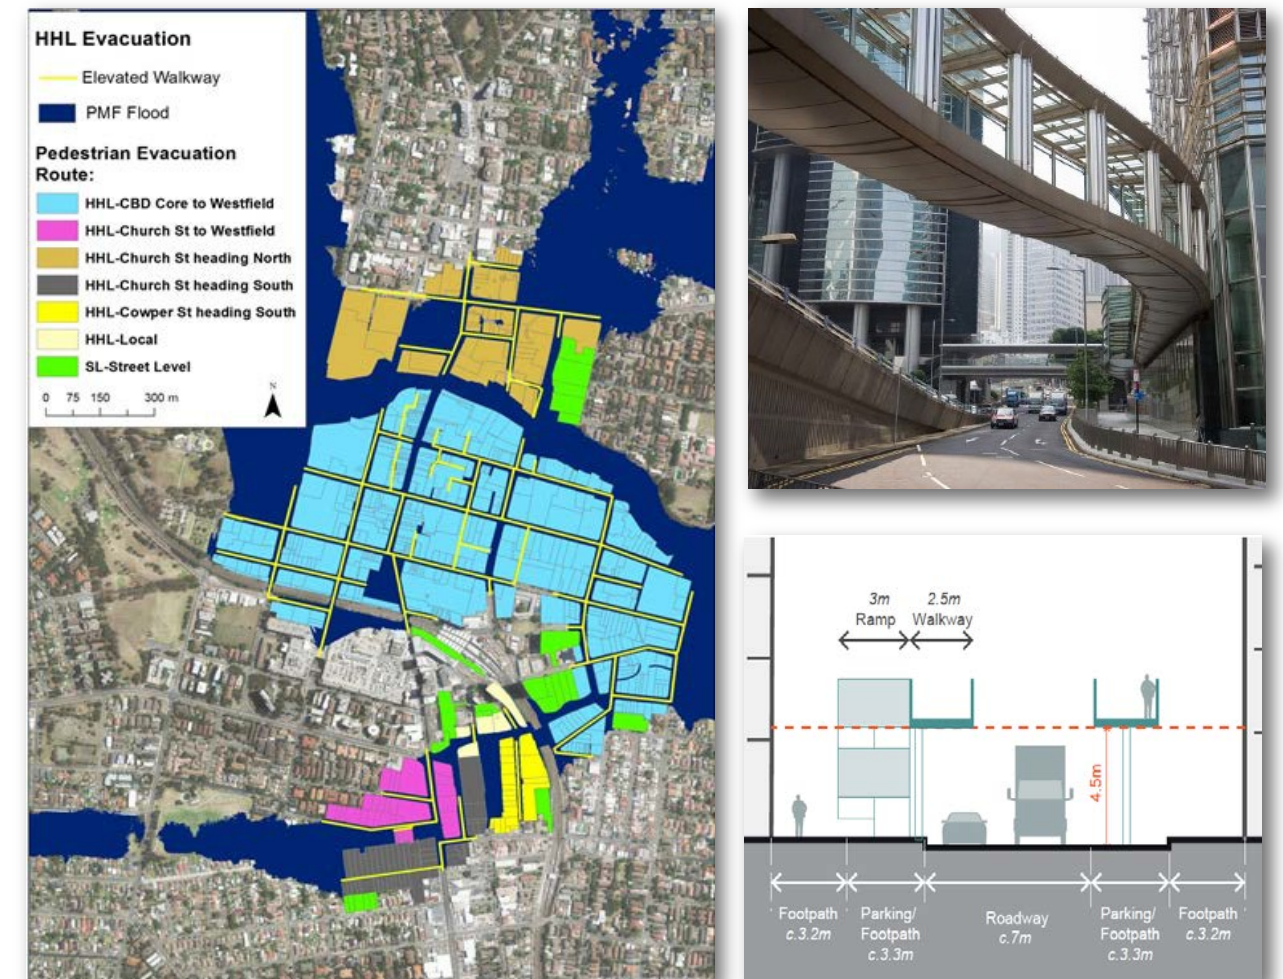 HHL Evacuation
Elevated Walkway
PMF Flood
Pedestrian Evacuation
Route:
HHL-CBD Core to Westfield
HHL-Church St to Westfield
HHL-Church St heading North
HHL-Church St heading South
HHL-Cowper St heading South
HHL-Local
SL-Street Level
N
0 75 150 300 m
3m
Ramp
2.5m
Walkway
4.5m
Footpath
c.3.2m
Parking/
Footpath
c.3.3m
Roadway
c.7m
Parking/
Footpath
c.3.3m
Footpath
c.3.2m